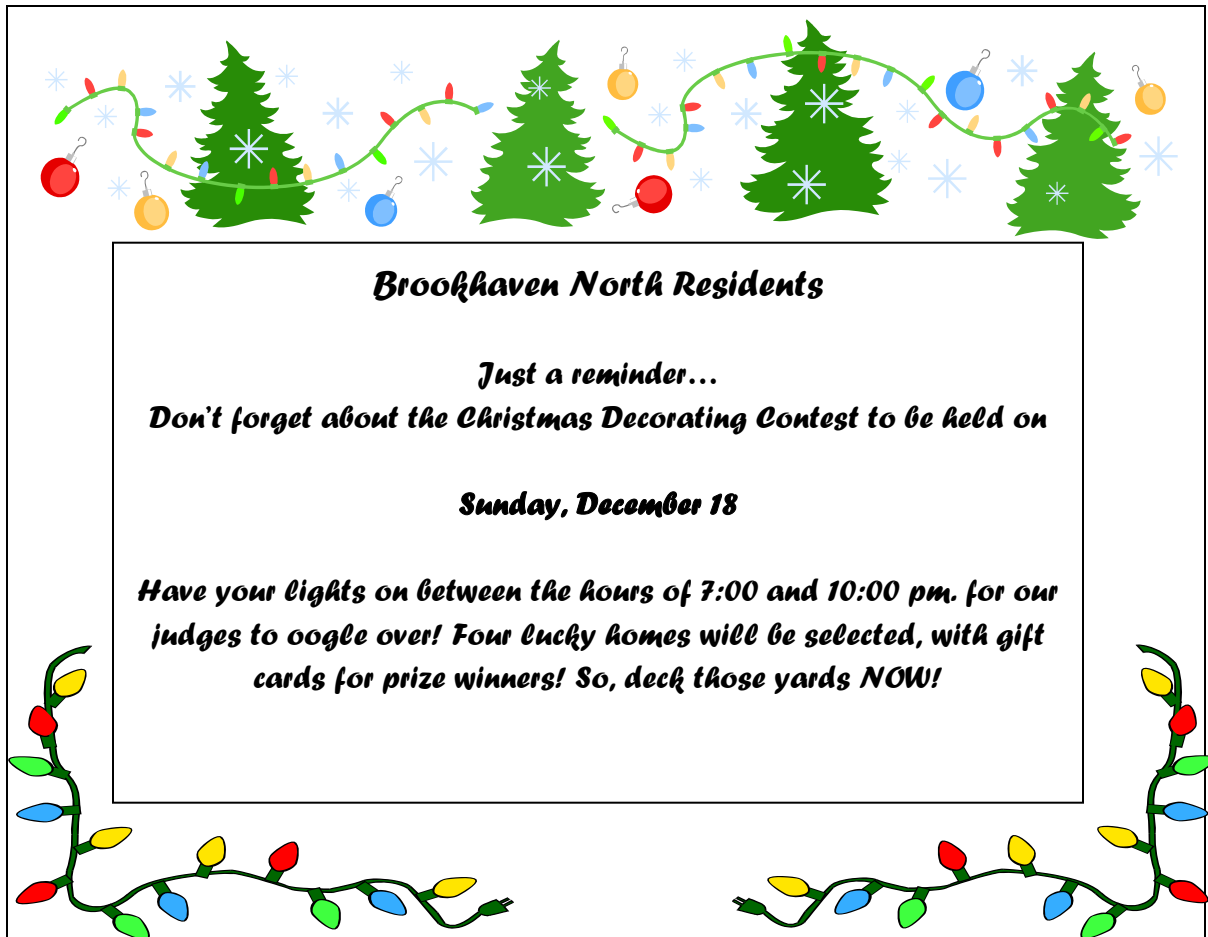 Brookhaven North Residents
Just a reminder…
Don't forget about the Christmas Decorating Contest to be held on
Sunday, December 18
Have your lights on between the hours of 7:00 and 10:00 pm. for our
judges to oogle over! Four lucky homes will be selected, with gift
cards for prize winners! So, deck those yards NOW!